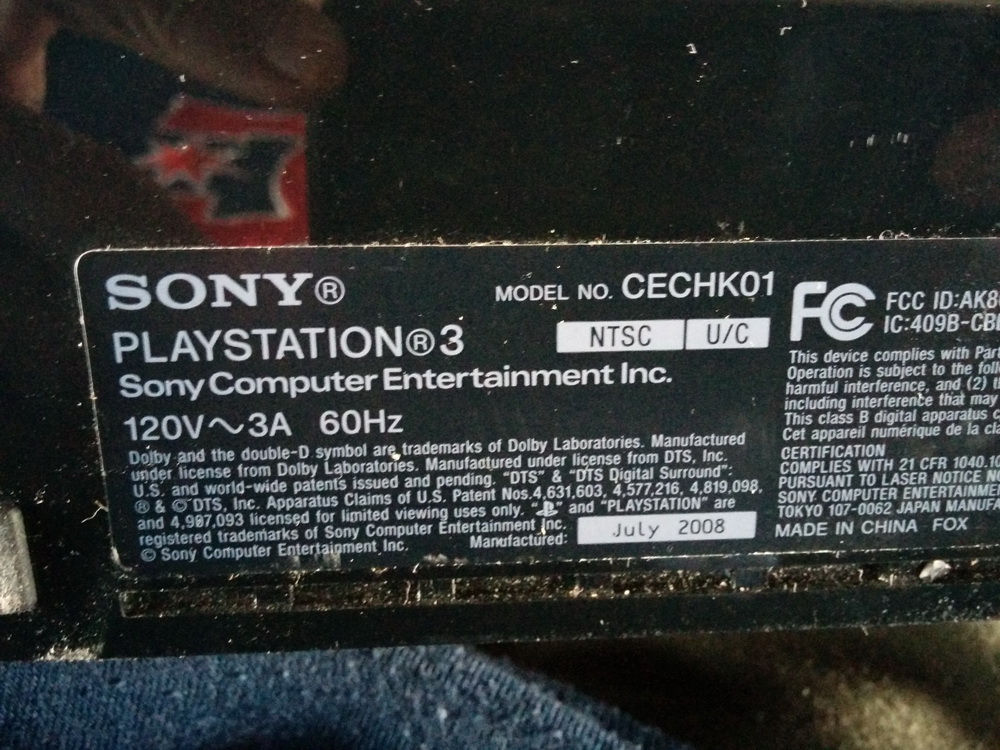 SONY®
MODEL NO. CECHK01
PLAYSTATION®3
NTSC U/C
Sony Computer Entertainment Inc.
120V～3A 60Hz
Dolby and the double-D symbol are trademarks of Dolby Laboratories. Manufactured
under license from Dolby Laboratories. Manufactured under license from DTS, Inc.
U.S. and world-wide patents issued and pending. "DTS" & "DTS Digital Surround":
® & © DTS, Inc. Apparatus Claims of U.S. Patent Nos.4,631,603, 4,577,216, 4,819,098,
and 4,997,093 licensed for limited viewing uses only. " " and "PLAYSTATION" are
registered trademarks of Sony Computer Entertainment Inc.
© Sony Computer Entertainment Inc.
Manufactured: July 2008
FC FCC ID:AK8
IC:409B-CB
This device complies with Part
Operation is subject to the
harmful interference, and (2)
including interference that may
This class B digital apparatus
Cet appareil numérique de la
CERTIFICATION
COMPLIES WITH 21 CFR 1040.10
PURSUANT TO LASER NOTICE
SONY COMPUTER
TOKYO 107-0062 JAPAN
MADE IN CHINA FOX